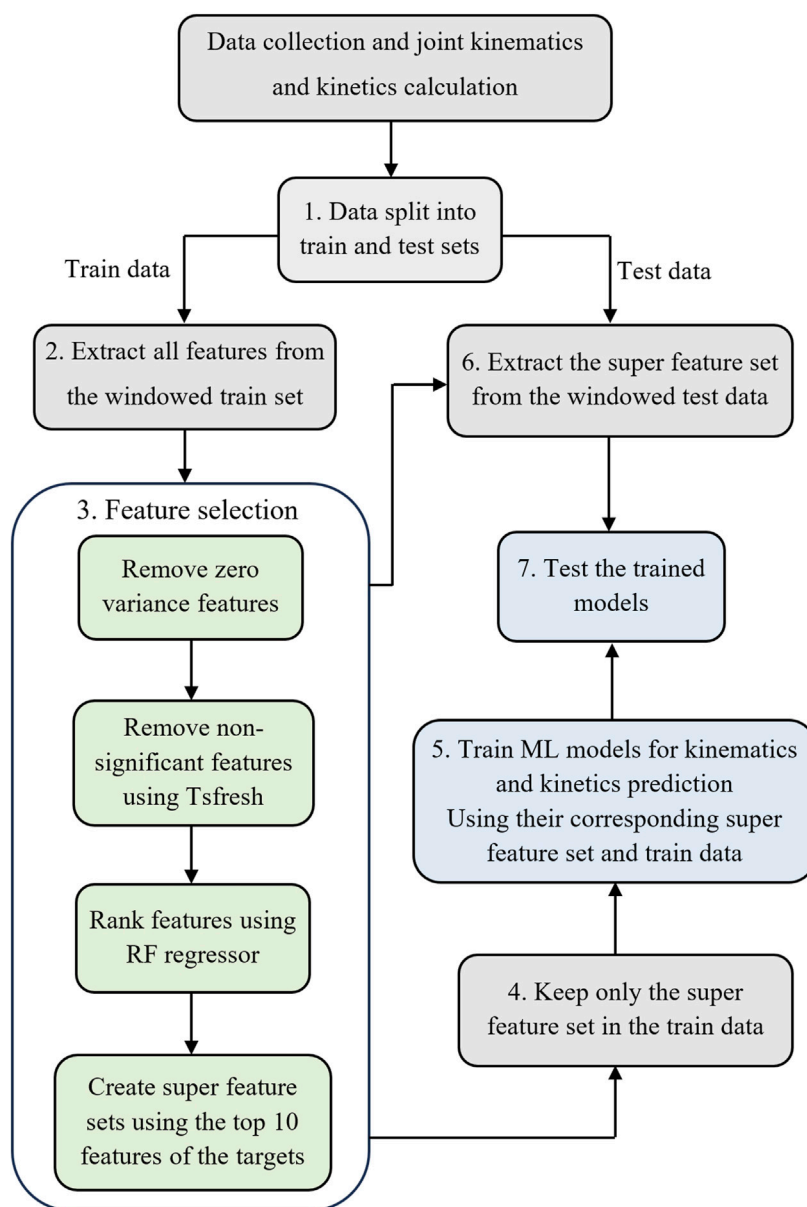 Data collection and joint kinematics
and kinetics calculation
1. Data split into
train and test sets
Train data
Test data
2. Extract all features from
the windowed train set
6. Extract the super feature set
from the windowed test data
3. Feature selection
Remove zero
variance features
7. Test the trained
models
Remove non-
significant features
using Tsfresh
5. Train ML models for kinematics
and kinetics prediction
Using their corresponding super
feature set and train data
Rank features using
RF regressor
4. Keep only the super
feature set in the train data
Create super feature
sets using the top 10
features of the targets